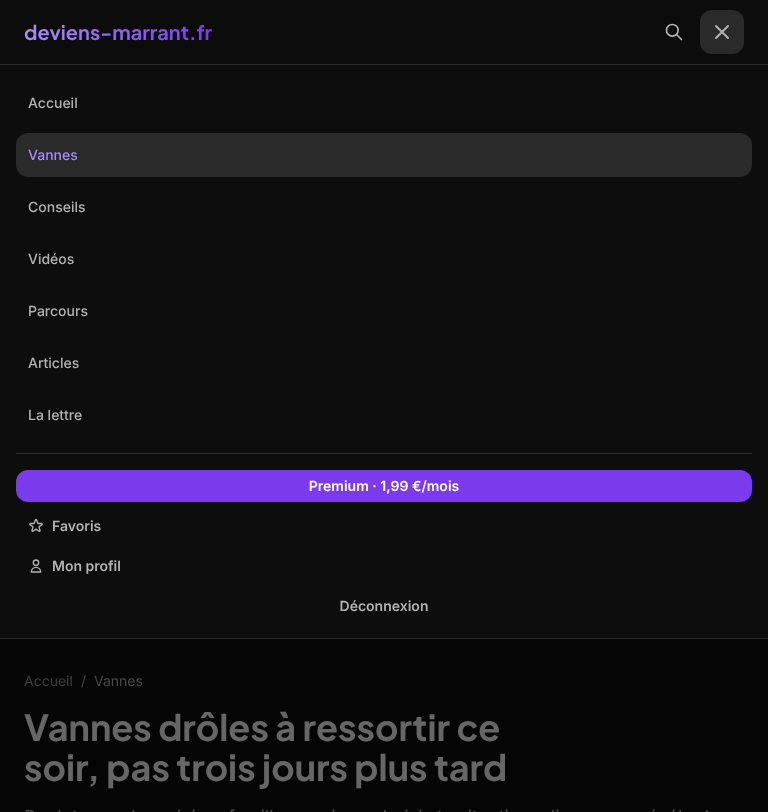 deviens-marrant.fr
Accueil
Vannes
Conseils
Vidéos
Parcours
Articles
La lettre
Premium · 1,99 €/mois
Favoris
Mon profil
Déconnexion
Accueil / Vannes
Vannes drôles à ressortir ce
soir, pas trois jours plus tard